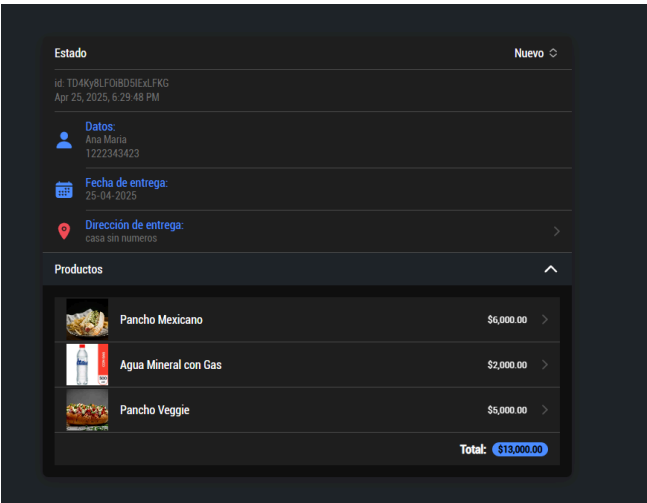 Estado Nuevo
id: TD4Ky8LFOiBD5IExLFKG
Apr 25, 2025, 6:29:48 PM
Datos:
Ana Maria
1222343423
Fecha de entrega:
25-04-2025
Dirección de entrega:
casa sin numeros
Productos
Pancho Mexicano $6,000.00
Agua Mineral con Gas $2,000.00
Pancho Veggie $5,000.00
Total: $13,000.00